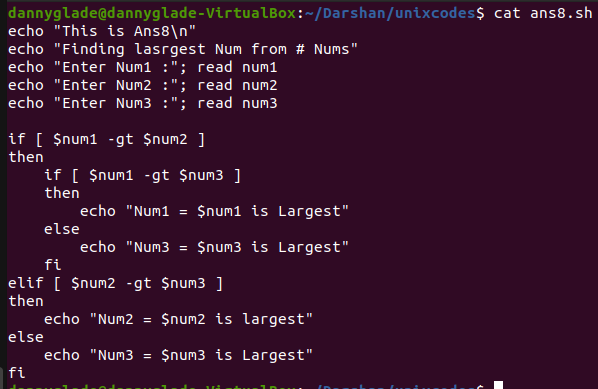 dannyglade@dannyglade-VirtualBox:~/Darshan/unixcodes$ cat ans8.sh
echo "This is Ans8\n"
echo "Finding lasrgest Num from # Nums"
echo "Enter Num1 :"; read num1
echo "Enter Num2 :"; read num2
echo "Enter Num3 :"; read num3

if [ $num1 -gt $num2 ]
then
    if [ $num1 -gt $num3 ]
    then
        echo "Num1 = $num1 is Largest"
    else
        echo "Num3 = $num3 is Largest"
    fi
elif [ $num2 -gt $num3 ]
then
    echo "Num2 = $num2 is largest"
else
    echo "Num3 = $num3 is Largest"
fi
dannyglade@dannyglade-VirtualBox:~/Darshan/unixcodes$